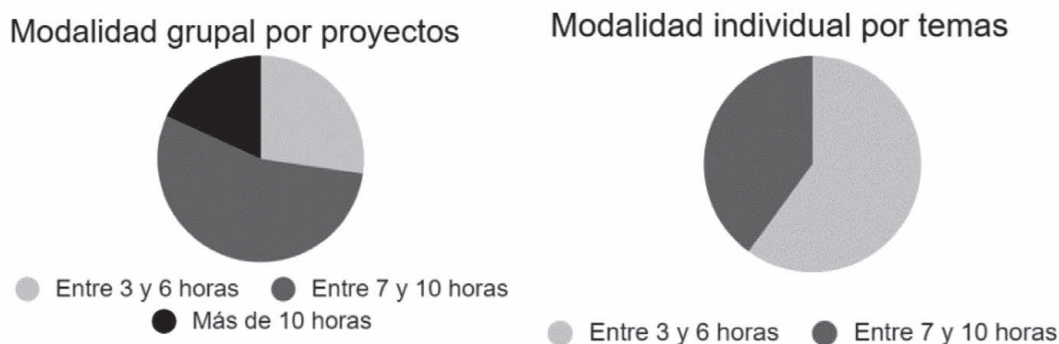 Modalidad grupal por proyectos
Entre 3 y 6 horas
Entre 7 y 10 horas
Más de 10 horas
Modalidad individual por temas
Entre 3 y 6 horas
Entre 7 y 10 horas